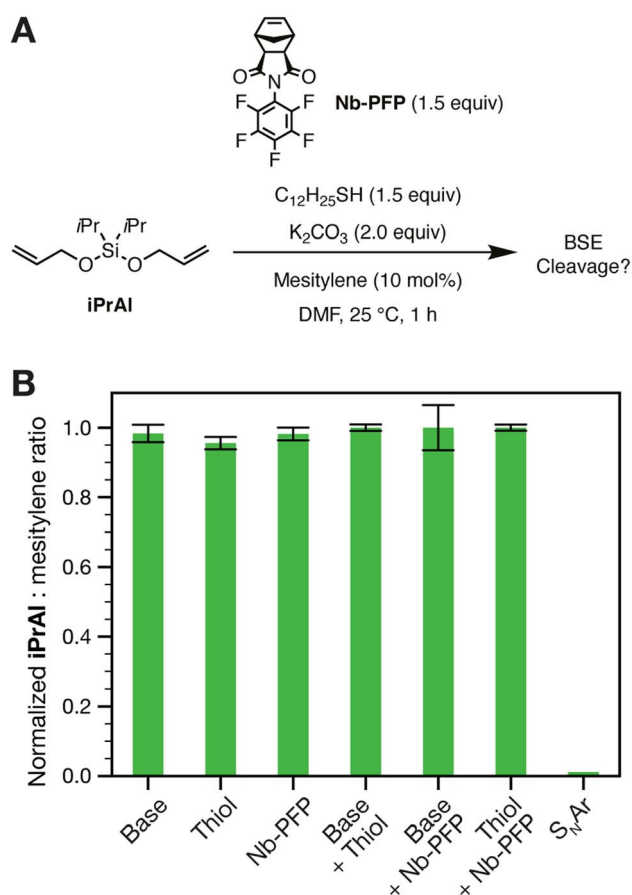 A
O
O
N
F
F
F
F
F
Nb-PFP (1.5 equiv)
C12H25SH (1.5 equiv)
K2CO3 (2.0 equiv)
Mesitylene (10 mol%)
DMF, 25 °C, 1 h
iPr
iPr
Si
O
O
iPrAl
BSE
Cleavage?
B
Normalized iPrAl : mesitylene ratio
1.0
0.8
0.6
0.4
0.2
0.0
Base
Thiol
Nb-PFP
Base
+ Thiol
Base
+ Nb-PFP
Thiol
+ Nb-PFP
SNAr